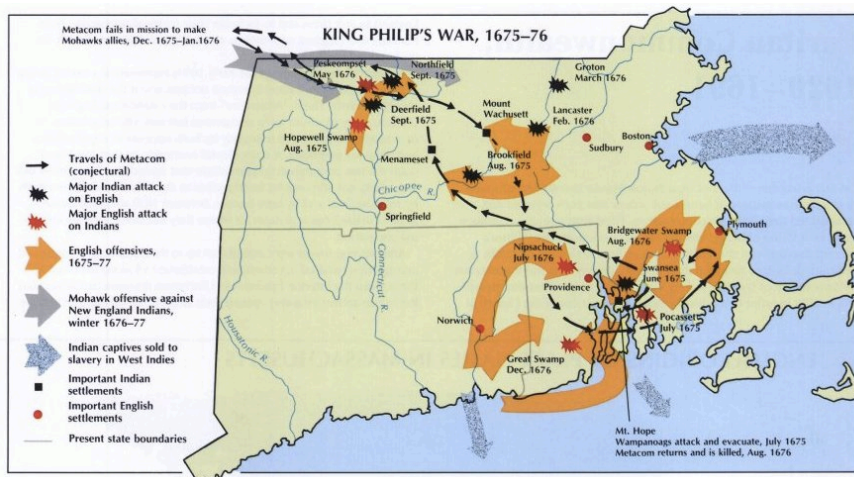 Metacom fails in mission to make
Mohawks allies, Dec. 1675–Jan.1676
KING PHILIP'S WAR, 1675–76
Peskeompset
May 1676
Northfield
Sept. 1675
Groton
March 1676
Deerfield
Sept. 1675
Mount
Wachusett
Lancaster
Feb. 1676
Hopewell Swamp
Aug. 1675
Sudbury
Boston
Menameset
Brookfield
Aug. 1675
Chicopee R.
Springfield
Travels of Metacom
(conjectural)
Major Indian attack
on English
Major English attack
on Indians
English offensives,
1675–77
Mohawk offensive against
New England Indians,
winter 1676–77
Indian captives sold to
slavery in West Indies
Important Indian
settlements
Important English
settlements
Present state boundaries
Bridgewater Swamp
Aug. 1676
Plymouth
Nipsachuck
July 1676
Swansea
June 1675
Providence
Connecticut R.
Pocasset
July 1675
Norwich
Housatonic R.
Great Swamp
Dec. 1676
Mt. Hope
Wampanoags attack and evacuate, July 1675
Metacom returns and is killed, Aug. 1676